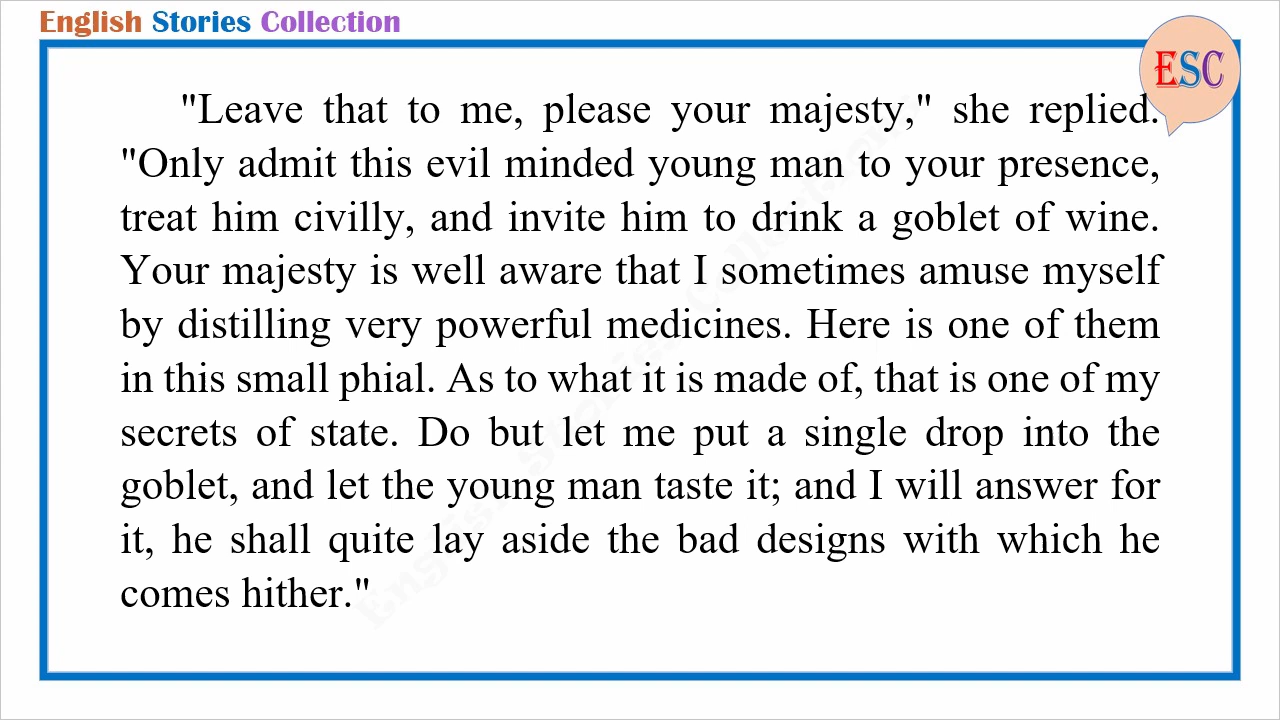 English Stories Collection
ESC
"Leave that to me, please your majesty," she replied.
"Only admit this evil minded young man to your presence,
treat him civilly, and invite him to drink a goblet of wine.
Your majesty is well aware that I sometimes amuse myself
by distilling very powerful medicines. Here is one of them
in this small phial. As to what it is made of, that is one of my
secrets of state. Do but let me put a single drop into the
goblet, and let the young man taste it; and I will answer for
it, he shall quite lay aside the bad designs with which he
comes hither."
English Stories Collection